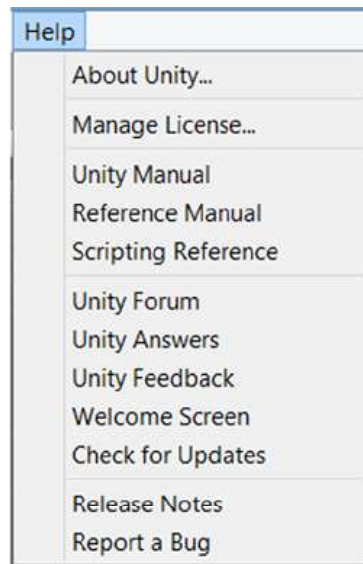 Help
About Unity...
Manage License...
Unity Manual
Reference Manual
Scripting Reference
Unity Forum
Unity Answers
Unity Feedback
Welcome Screen
Check for Updates
Release Notes
Report a Bug